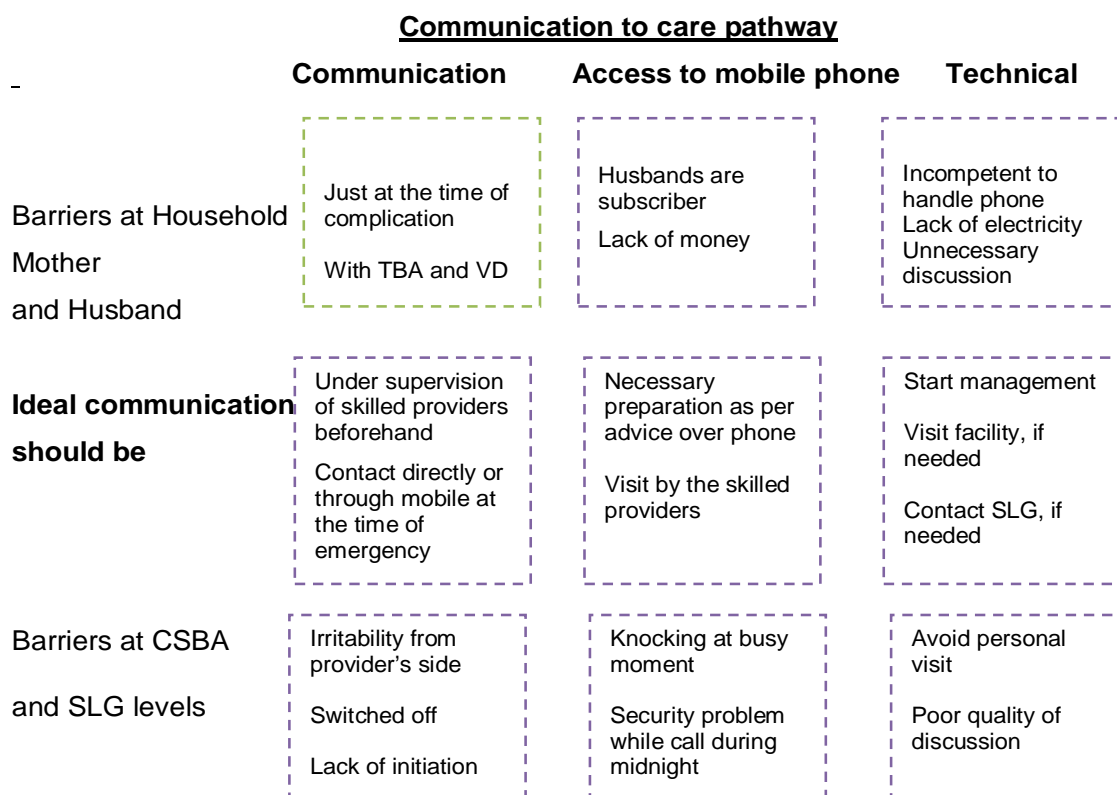 Communication to care pathway
Communication Access to mobile phone Technical
Barriers at Household
Mother
and Husband
Just at the time of
complication
With TBA and VD
Husbands are
subscriber
Lack of money
Incompetent to
handle phone
Lack of electricity
Unnecessary
discussion
Ideal communication
should be
Under supervision
of skilled providers
beforehand
Contact directly or
through mobile at
the time of
emergency
Necessary
preparation as per
advice over phone
Visit by the skilled
providers
Start management
Visit facility, if
needed
Contact SLG, if
needed
Barriers at CSBA
and SLG levels
Irritability from
provider’s side
Switched off
Lack of initiation
Knocking at busy
moment
Security problem
while call during
midnight
Avoid personal
visit
Poor quality of
discussion